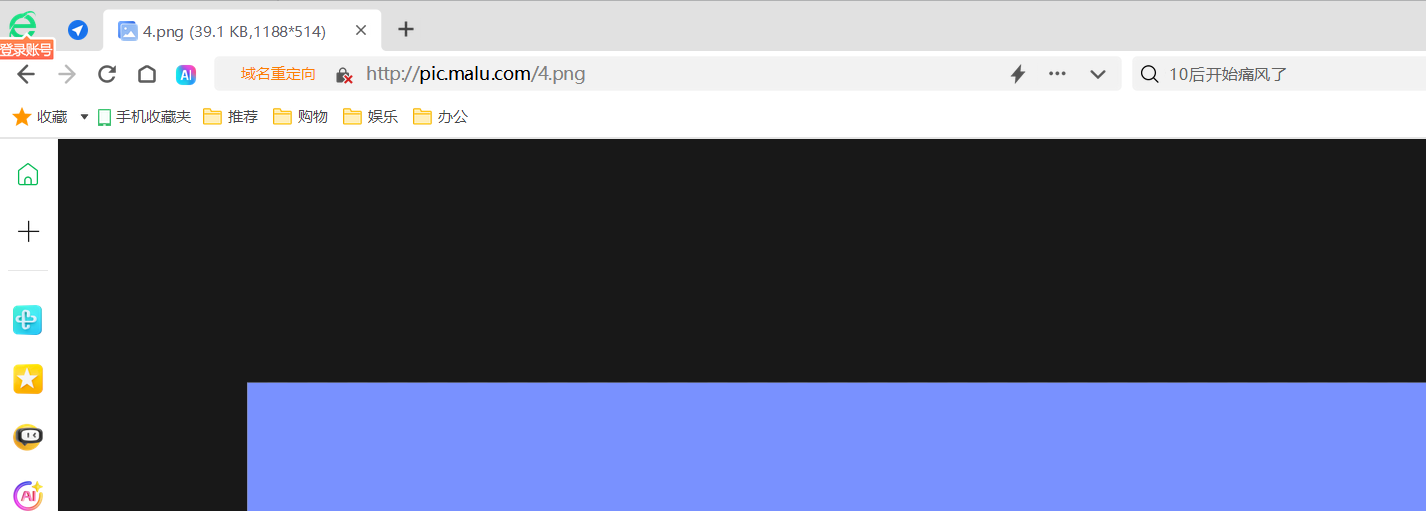 4.png (39.1 KB,1188*514)
登录账号
AI 域名重定向 http://pic.malu.com/4.png 10后开始痛风了
收藏 手机收藏夹 推荐 购物 娱乐 办公
AI